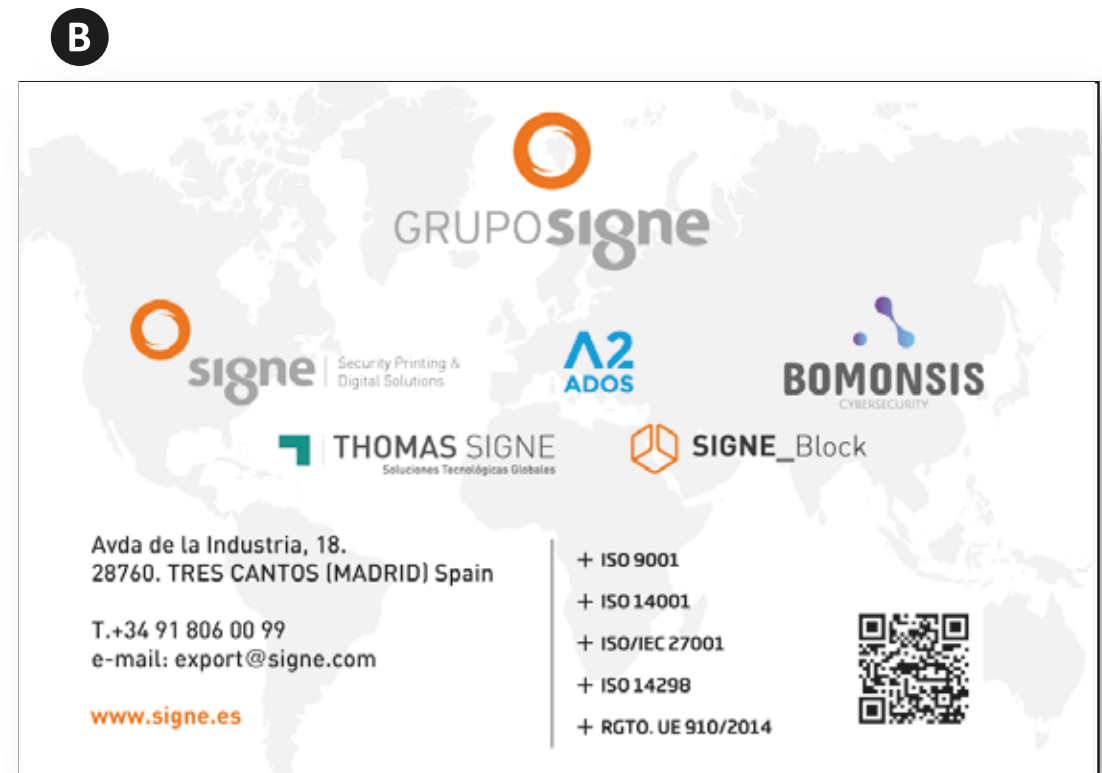 B
GRUPOsigne
signe | Security Printing &
Digital Solutions
A2
ADOS
BOMONSIS
CYBERSECURITY
THOMAS SIGNE
Soluciones Tecnológicas Globales
SIGNE_Block
Avda de la Industria, 18.
28760. TRES CANTOS (MADRID) Spain
T.+34 91 806 00 99
e-mail: export@signe.com
www.signe.es
+ ISO 9001
+ ISO 14001
+ ISO/IEC 27001
+ ISO 14298
+ RGTO. UE 910/2014